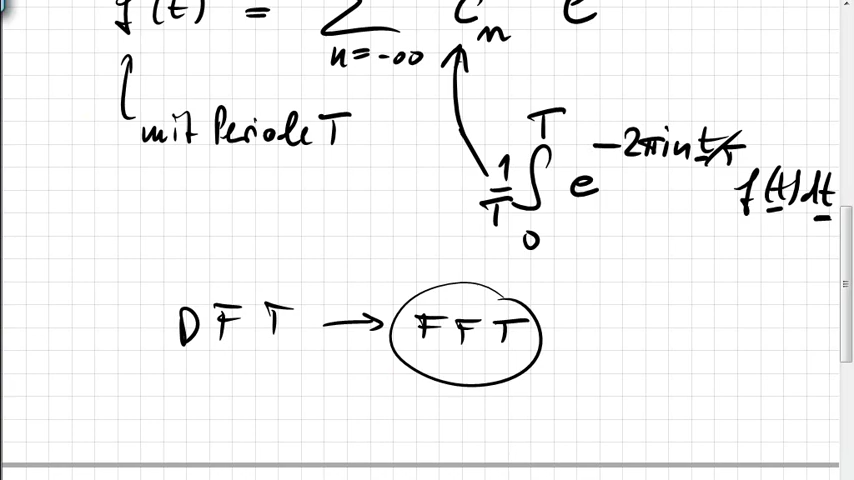 f(t) = ∑ c_n e
n=-∞
mit Periode T
1/T ∫_0^T e^{-2πint/T} f(t)dt
DFT → FFT